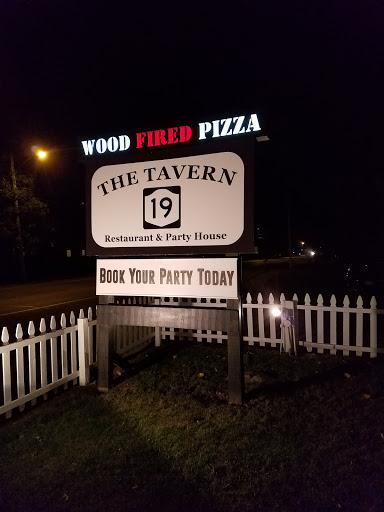 WOOD FIRED PIZZA
THE TAVERN
19
Restaurant & Party House
BOOK YOUR PARTY TODAY